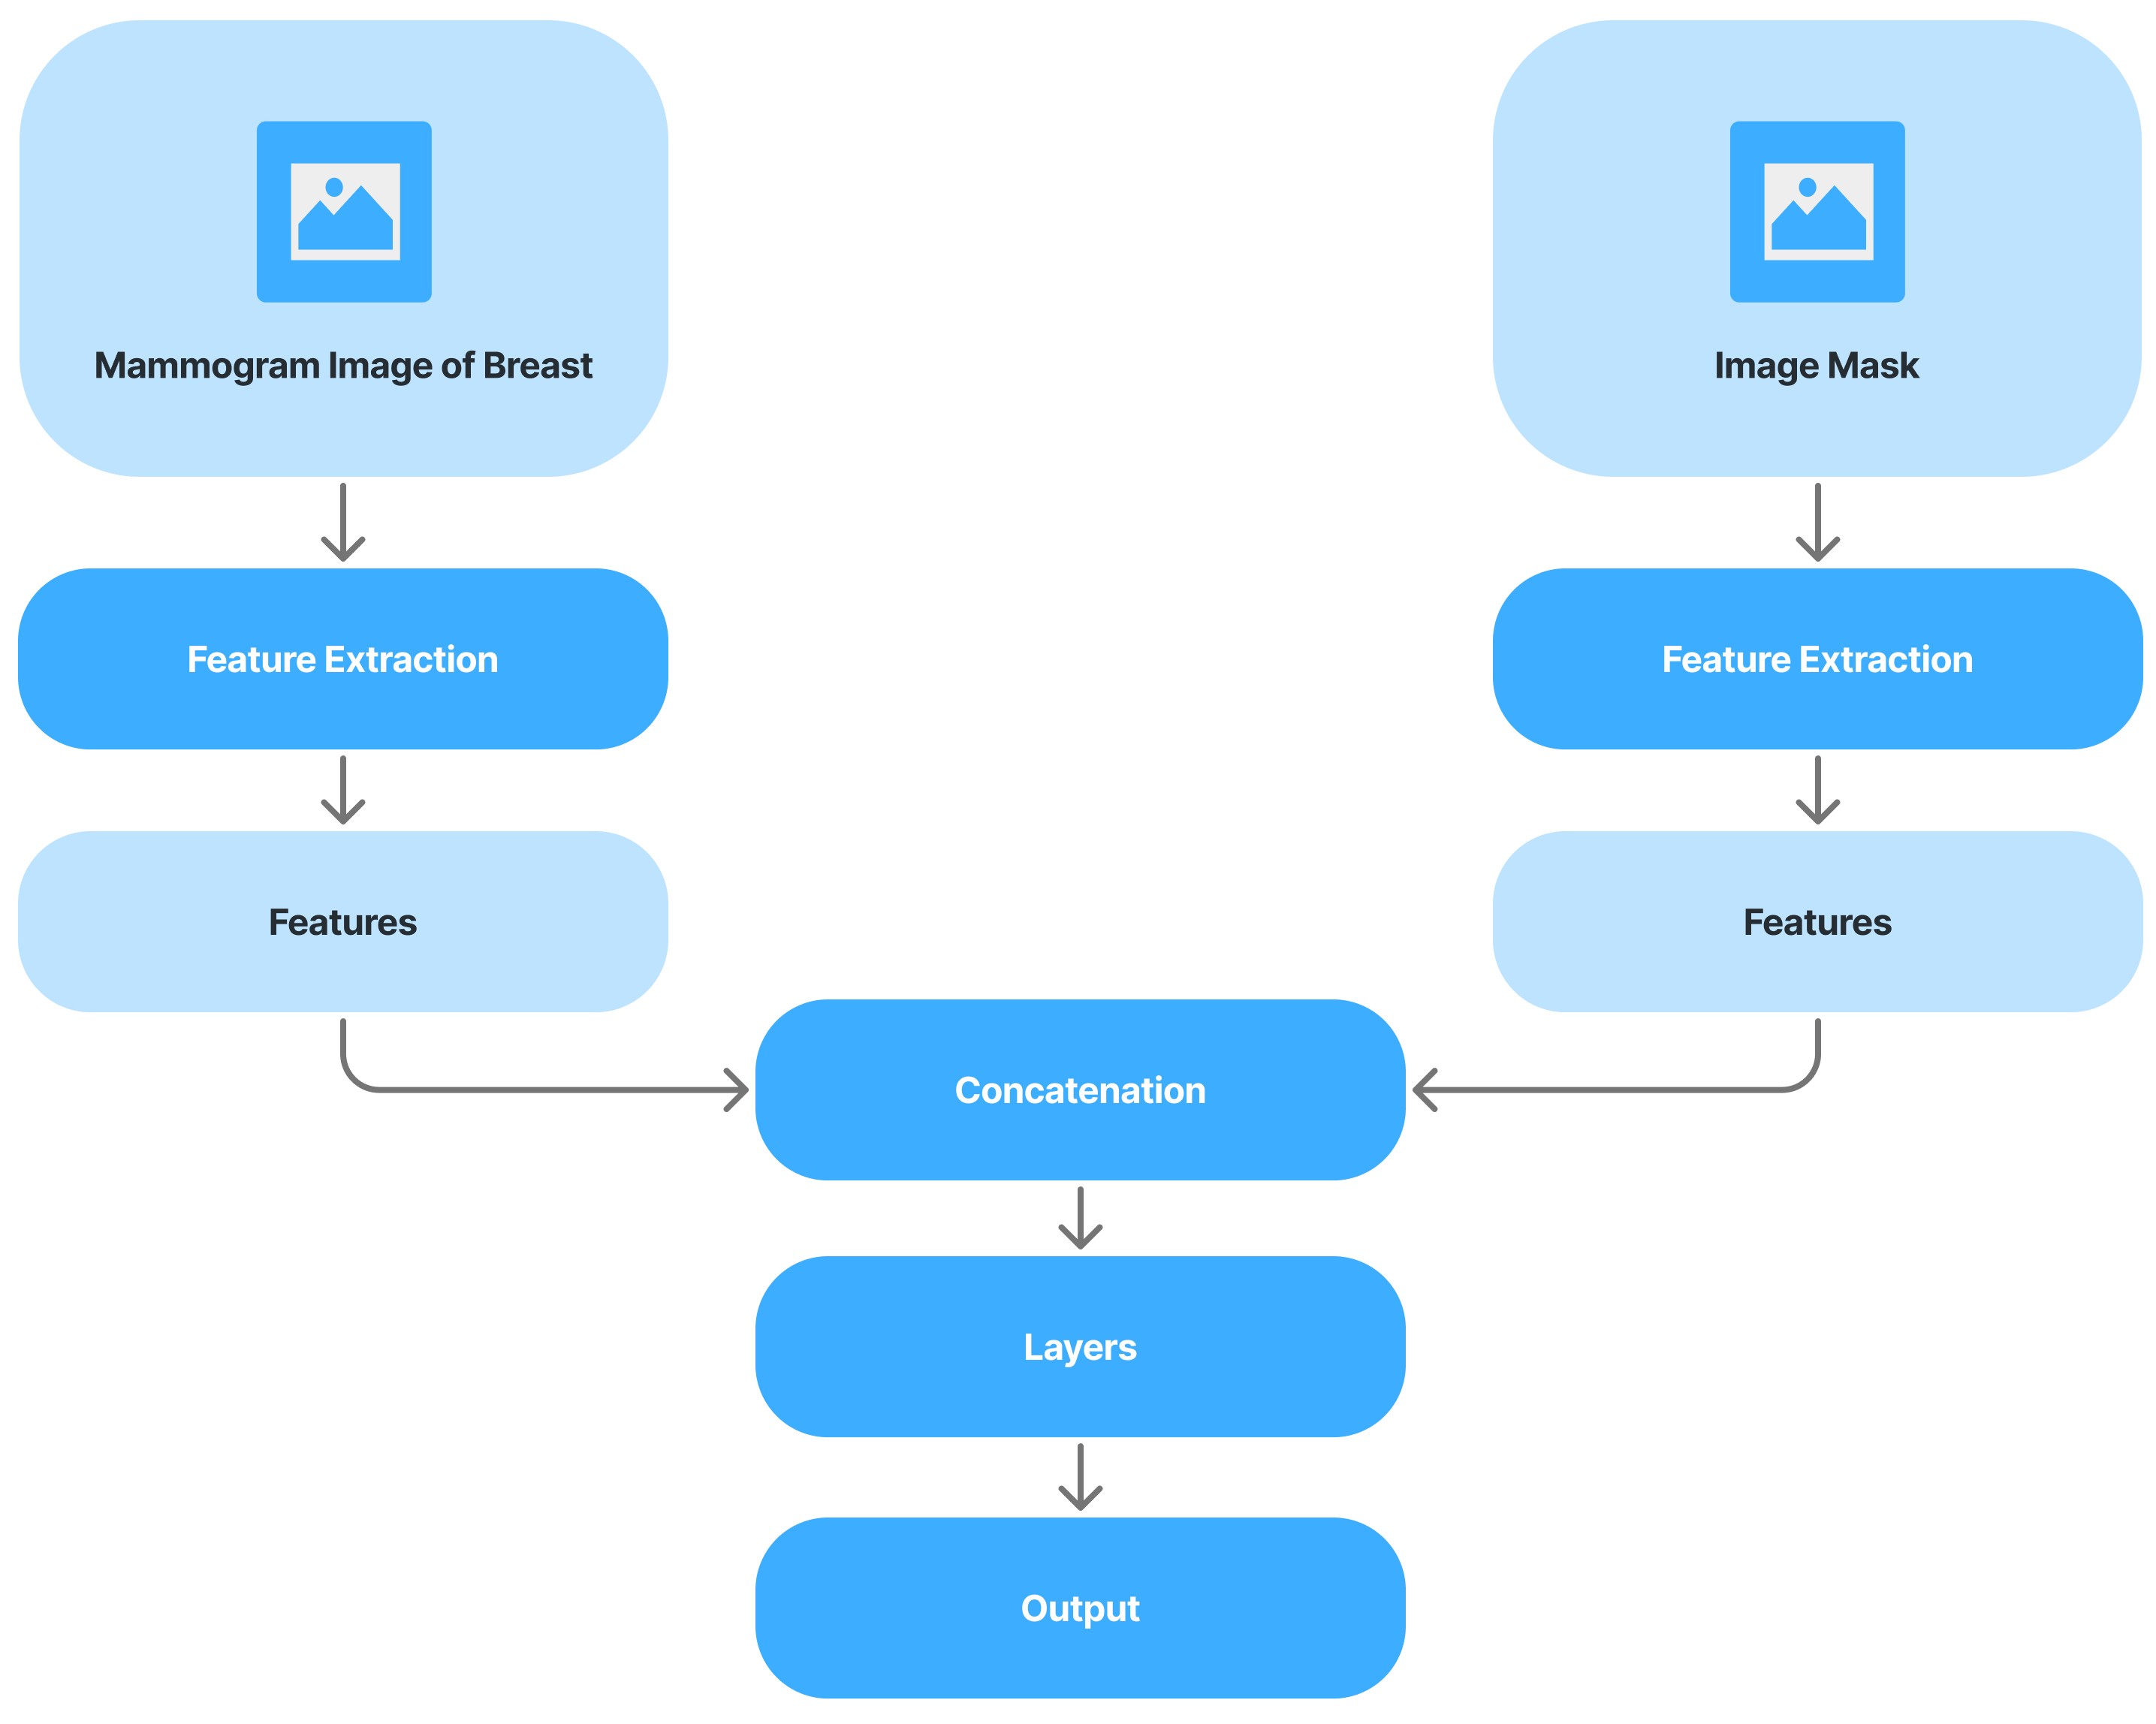 Mammogram Image of Breast
Image Mask
Feature Extraction
Feature Extraction
Features
Features
Concatenation
Layers
Output